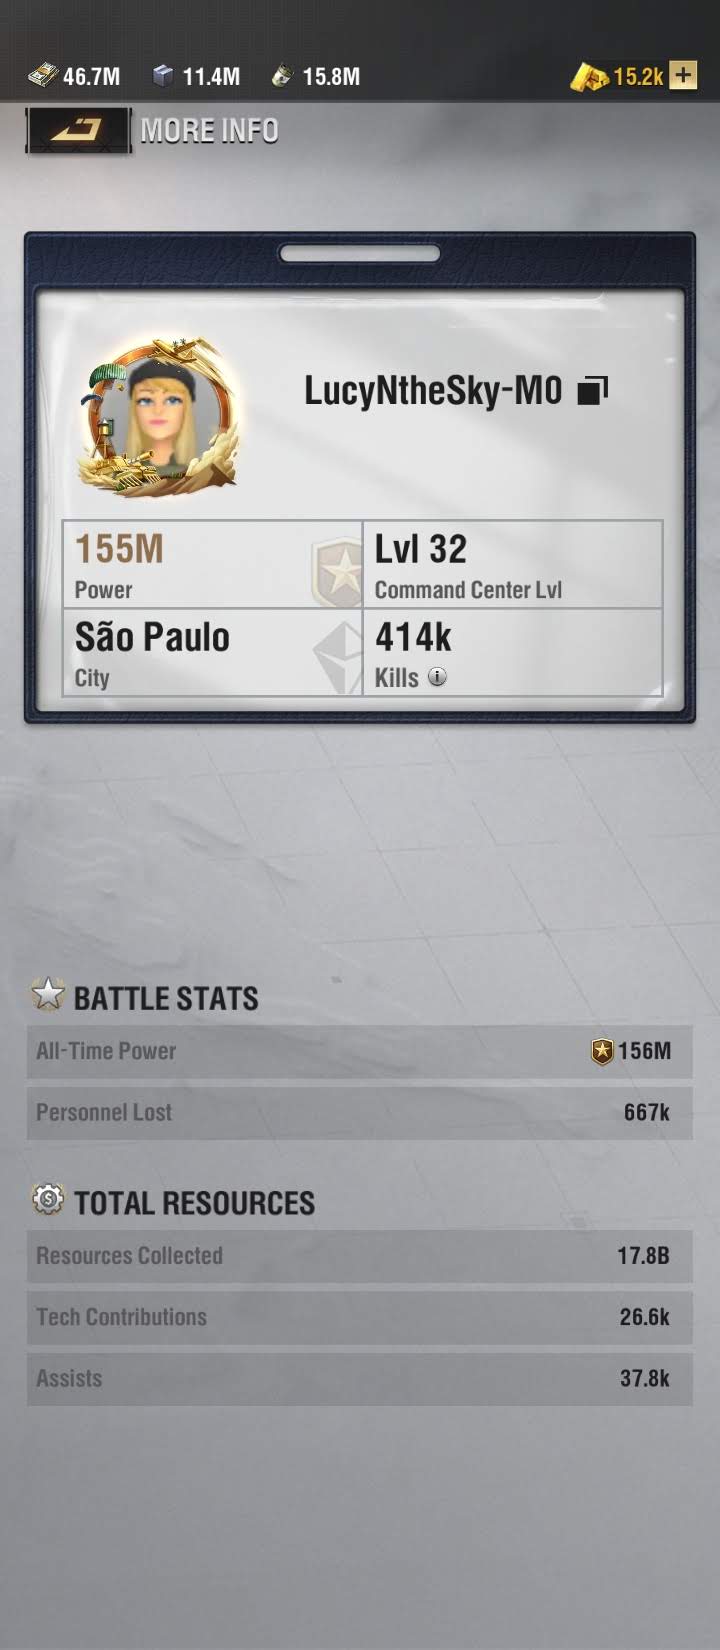 46.7M 11.4M 15.8M 15.2k +
MORE INFO
LucyNtheSky-M0
155M
Power
Lvl 32
Command Center Lvl
São Paulo
City
414k
Kills i
BATTLE STATS
All-Time Power 156M
Personnel Lost 667k
TOTAL RESOURCES
Resources Collected 17.8B
Tech Contributions 26.6k
Assists 37.8k